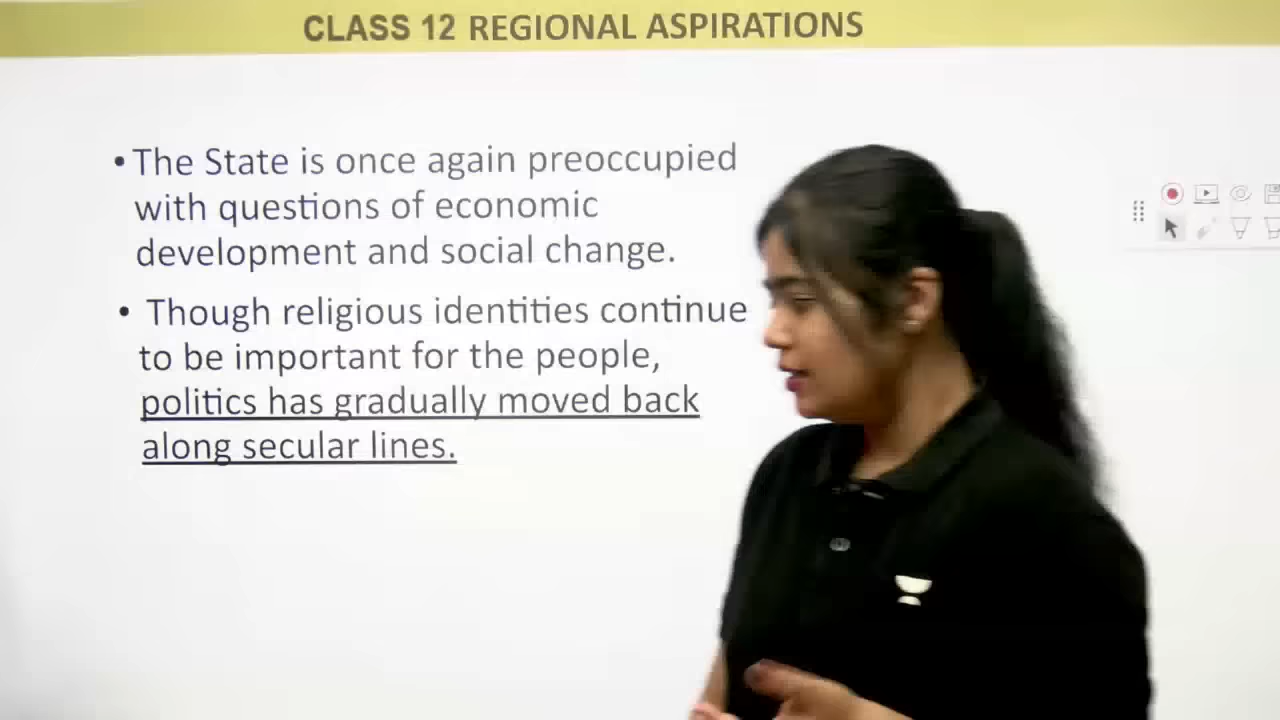 CLASS 12 REGIONAL ASPIRATIONS
• The State is once again preoccupied
with questions of economic
development and social change.
• Though religious identities continue
to be important for the people,
politics has gradually moved back
along secular lines.